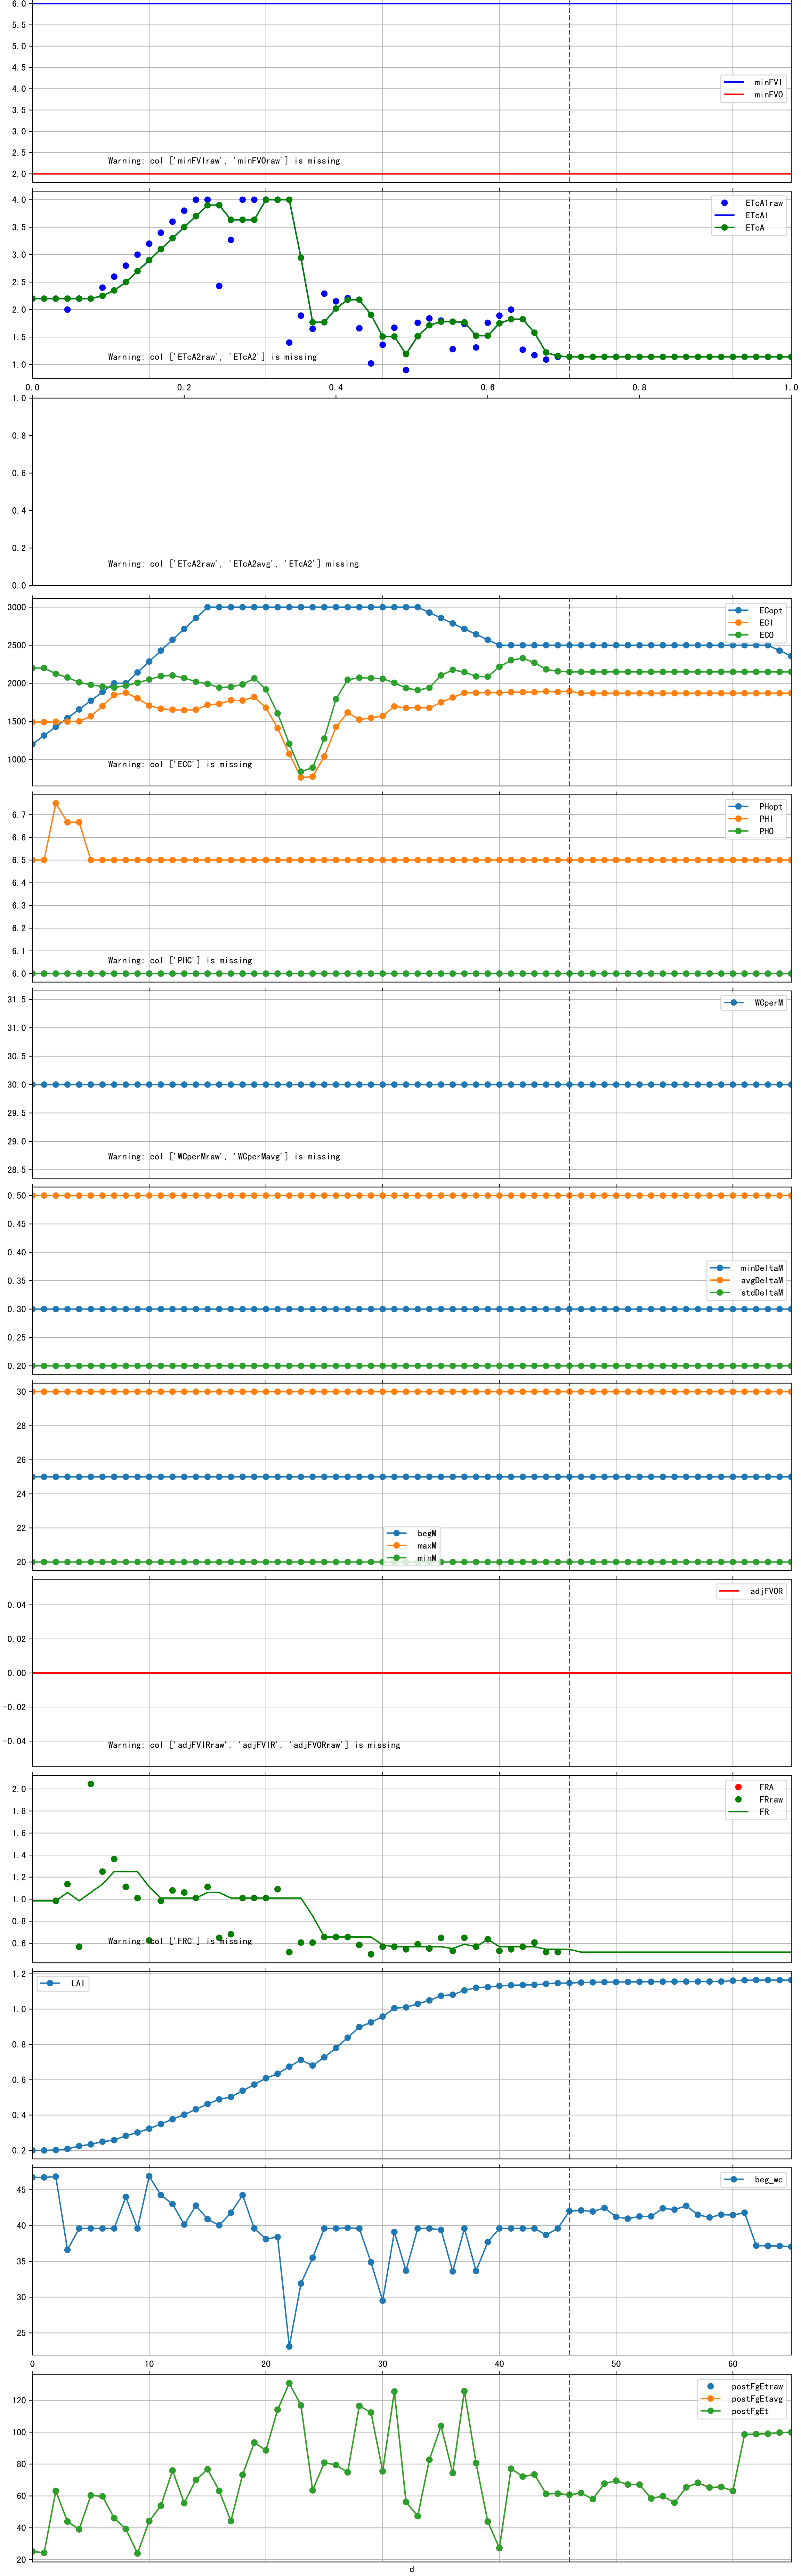 6.0
5.5
5.0
4.5
4.0
3.5
3.0
2.5
2.0
minFVI
minFVO
Warning: col ['minFVIraw', 'minFVOraw'] is missing
4.0
3.5
3.0
2.5
2.0
1.5
1.0
ETcA1raw
ETcA1
ETcA
Warning: col ['ETcA2raw', 'ETcA2'] is missing
0.0 0.2 0.4 0.6 0.8 1.0
1.0
0.8
0.6
0.4
0.2
0.0
Warning: col ['ETcA2raw', 'ETcA2avg', 'ETcA2'] missing
3000
2500
2000
1500
1000
ECopt
ECI
ECO
Warning: col ['ECC'] is missing
6.7
6.6
6.5
6.4
6.3
6.2
6.1
6.0
PHopt
PHI
PHO
Warning: col ['PHC'] is missing
31.5
31.0
30.5
30.0
29.5
29.0
28.5
WCperM
Warning: col ['WCperMraw', 'WCperMavg'] is missing
0.50
0.45
0.40
0.35
0.30
0.25
0.20
minDeltaM
avgDeltaM
stdDeltaM
30
28
26
24
22
20
begM
maxM
minM
0.04
0.02
0.00
−0.02
−0.04
adjFVOR
Warning: col ['adjFVIRraw', 'adjFVIR', 'adjFVORraw'] is missing
2.0
1.8
1.6
1.4
1.2
1.0
0.8
0.6
FRA
FRraw
FR
Warning: col ['FRC'] is missing
1.2
1.0
0.8
0.6
0.4
0.2
LAI
45
40
35
30
25
beg_wc
0 10 20 30 40 50 60
120
100
80
60
40
20
postFgEtraw
postFgEtavg
postFgEt
d